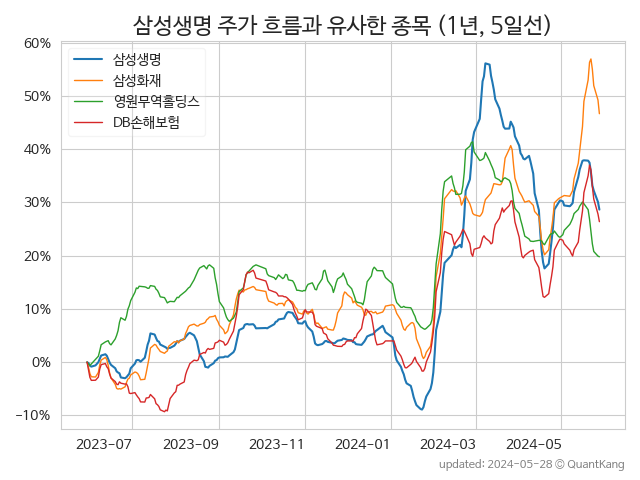 삼성생명 주가 흐름과 유사한 종목 (1년, 5일선)
60%
50%
40%
30%
20%
10%
0%
−10%
삼성생명
삼성화재
영원무역홀딩스
DB손해보험
2023-07 2023-09 2023-11 2024-01 2024-03 2024-05
updated: 2024-05-28 © QuantKang